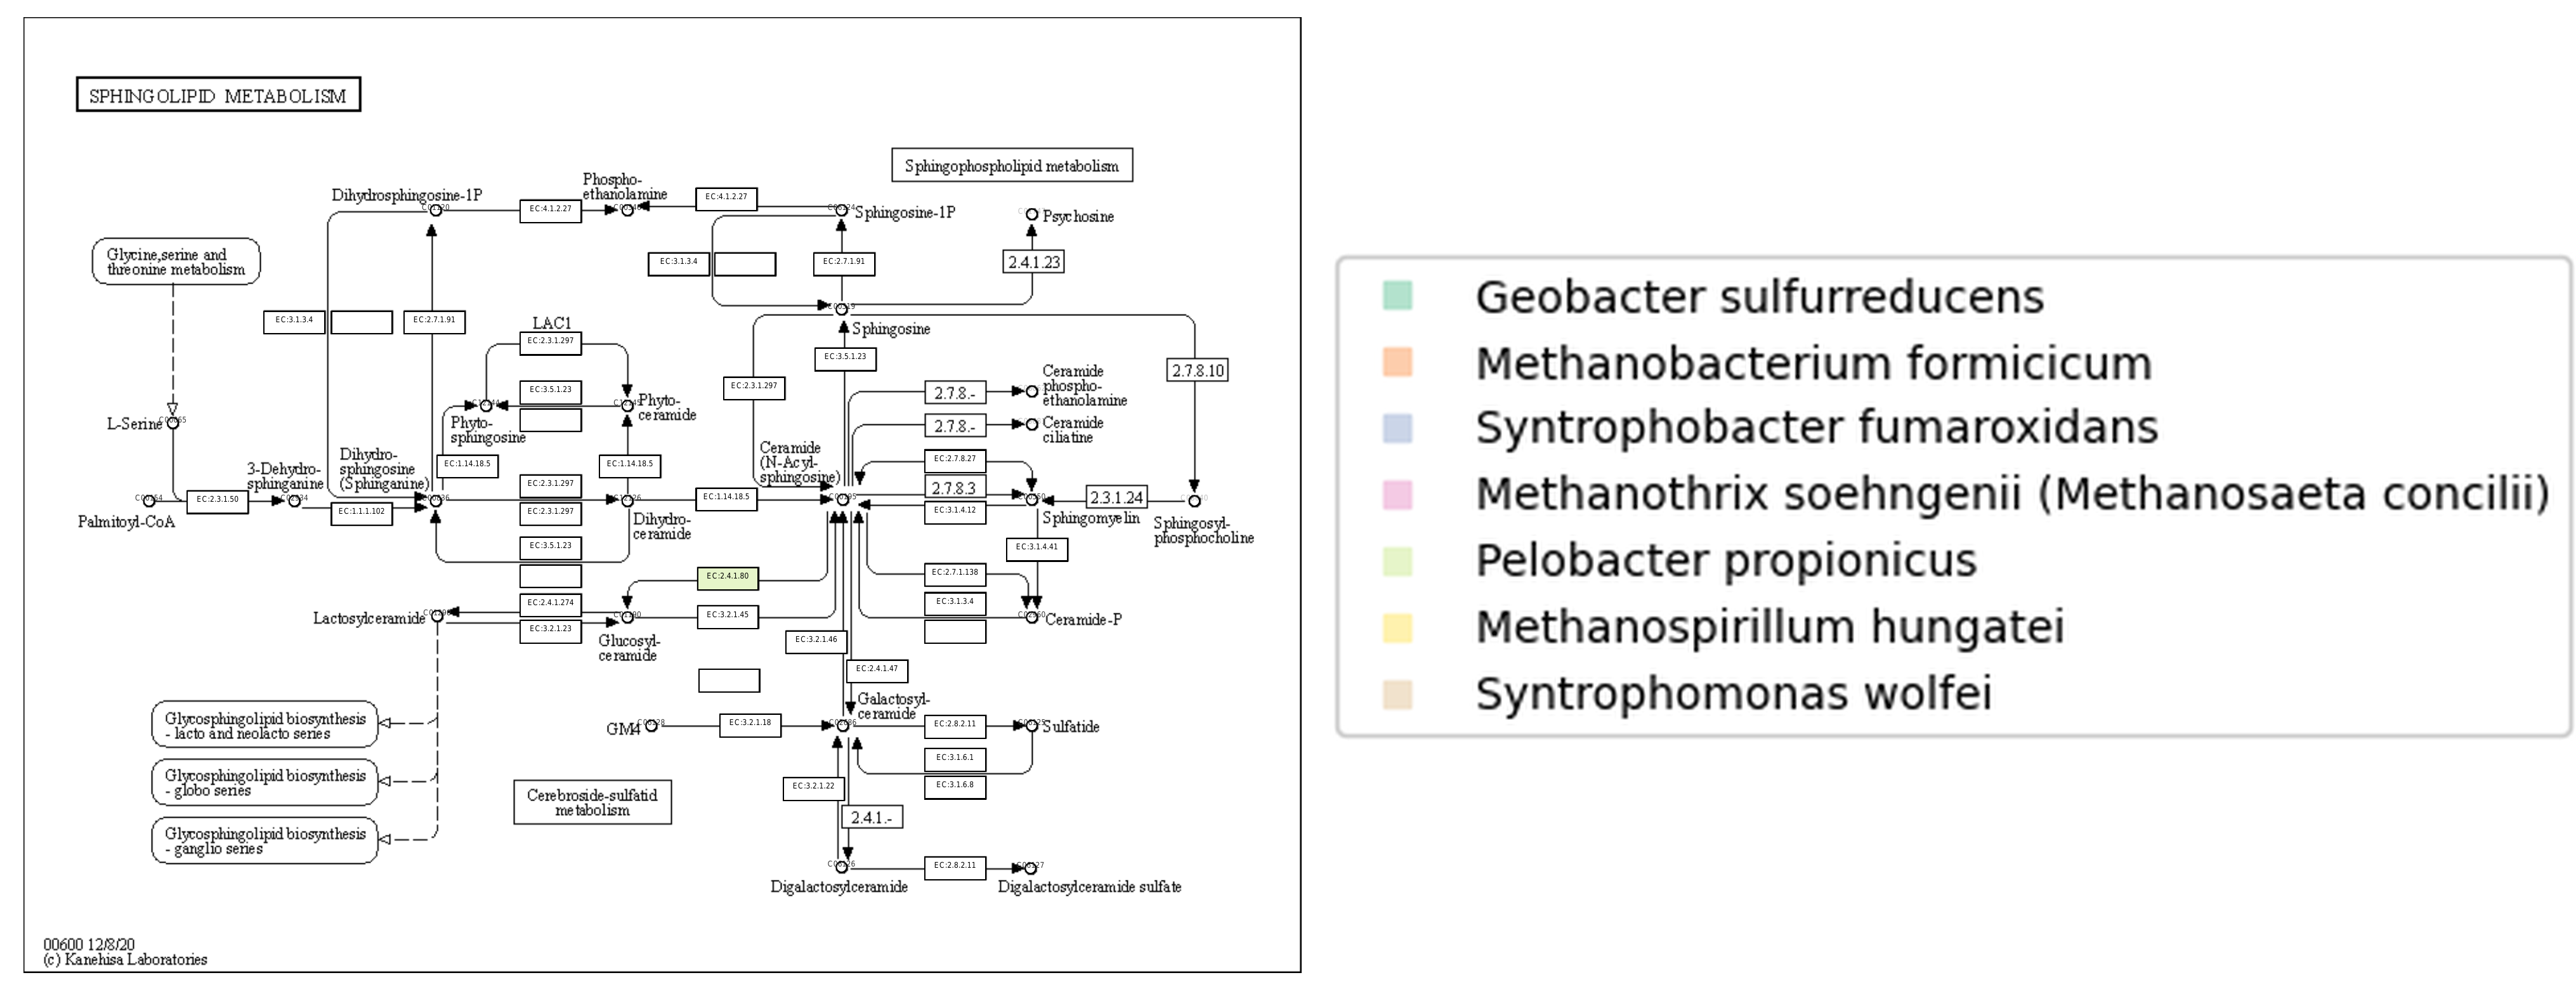 SPHINGOLIPID METABOLISM
Sphingophospholipid metabolism
Dihydrosphingosine-1P
Phospho-
ethanolamine
EC:4.1.2.27
EC:4.1.2.27
Sphingosine-1P
Psychosine
Glycine,serine and
threonine metabolism
EC:3.1.3.4
EC:2.7.1.91
2.4.1.23
EC:3.1.3.4
EC:2.7.1.91
LAC1
EC:2.3.1.297
Sphingosine
EC:3.5.1.23
2.7.8.10
EC:3.5.1.23
EC:2.3.1.297
Ceramide
phospho-
ethanolamine
2.7.8.-
Phyto-
ceramide
L-Serine
Phyto-
sphingosine
2.7.8.-
Ceramide
ciliatine
3-Dehydro-
sphinganine
Dihydro-
sphingosine
(Sphinganine)
EC:1.14.18.5
EC:1.14.18.5
Ceramide
(N-Acyl-
sphingosine)
EC:2.7.8.27
EC:2.3.1.297
2.7.8.3
EC:2.3.1.50
EC:1.14.18.5
2.3.1.24
EC:1.1.1.102
EC:2.3.1.297
EC:3.1.4.12
Palmitoyl-CoA
Dihydro-
ceramide
Sphingomyelin
Sphingosyl-
phosphocholine
EC:3.5.1.23
EC:3.1.4.41
EC:2.4.1.80
EC:2.7.1.138
EC:2.4.1.274
EC:3.1.3.4
Lactosylceramide
EC:3.2.1.45
Ceramide-P
EC:3.2.1.23
Glucosyl-
ceramide
EC:3.2.1.46
EC:2.4.1.47
Galactosyl-
ceramide
Glycosphingolipid biosynthesis
- lacto and neolacto series
GM4
EC:3.2.1.18
EC:2.8.2.11
Sulfatide
EC:3.1.6.1
Glycosphingolipid biosynthesis
- globo series
EC:3.2.1.22
EC:3.1.6.8
Cerebroside-sulfatid
metabolism
2.4.1.-
Glycosphingolipid biosynthesis
- ganglio series
EC:2.8.2.11
Digalactosylceramide
Digalactosylceramide sulfate
00600 12/8/20
(c) Kanehisa Laboratories
Geobacter sulfurreducens
Methanobacterium formicicum
Syntrophobacter fumaroxidans
Methanothrix soehngenii (Methanosaeta concilii)
Pelobacter propionicus
Methanospirillum hungatei
Syntrophomonas wolfei